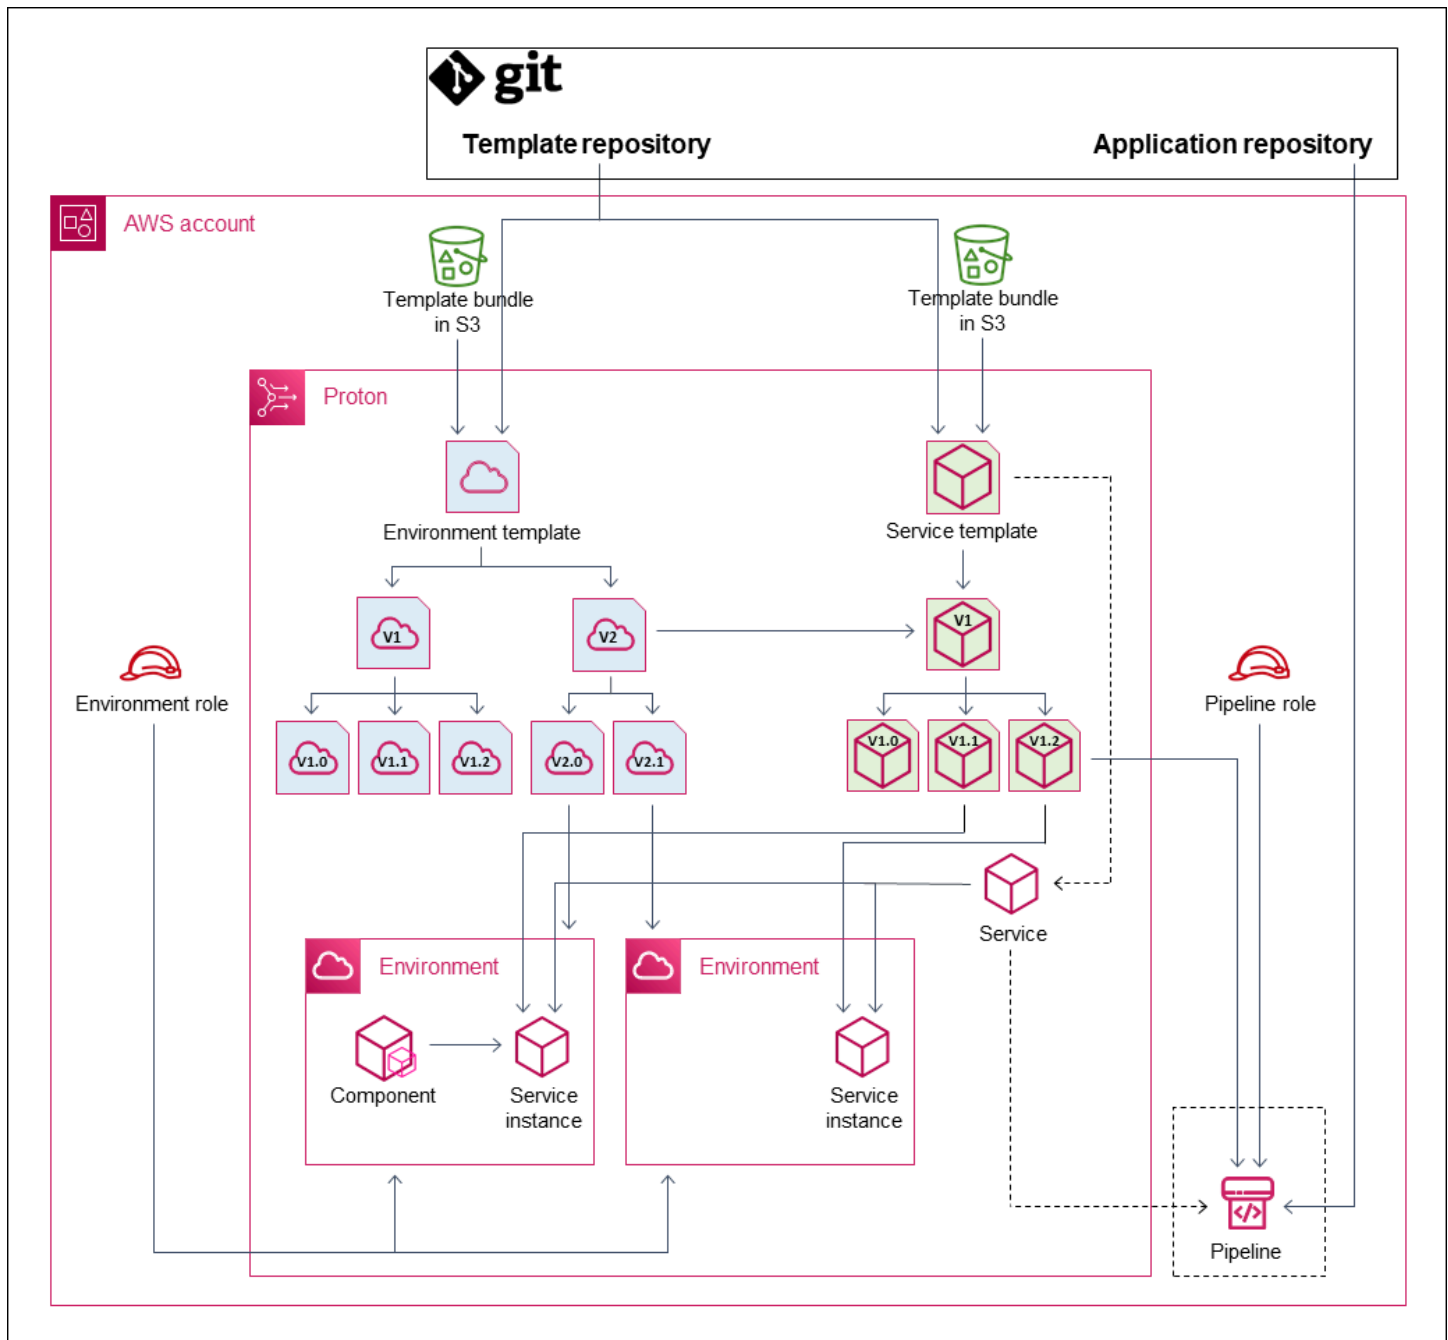 git
Template repository
Application repository
AWS account
Template bundle
in S3
Template bundle
in S3
Proton
Environment template
Service template
V1
V2
V1
Environment role
Pipeline role
V1.0
V1.1
V1.2
V2.0
V2.1
V1.0
V1.1
V1.2
Service
Environment
Environment
Component
Service
instance
Service
instance
</>
Pipeline